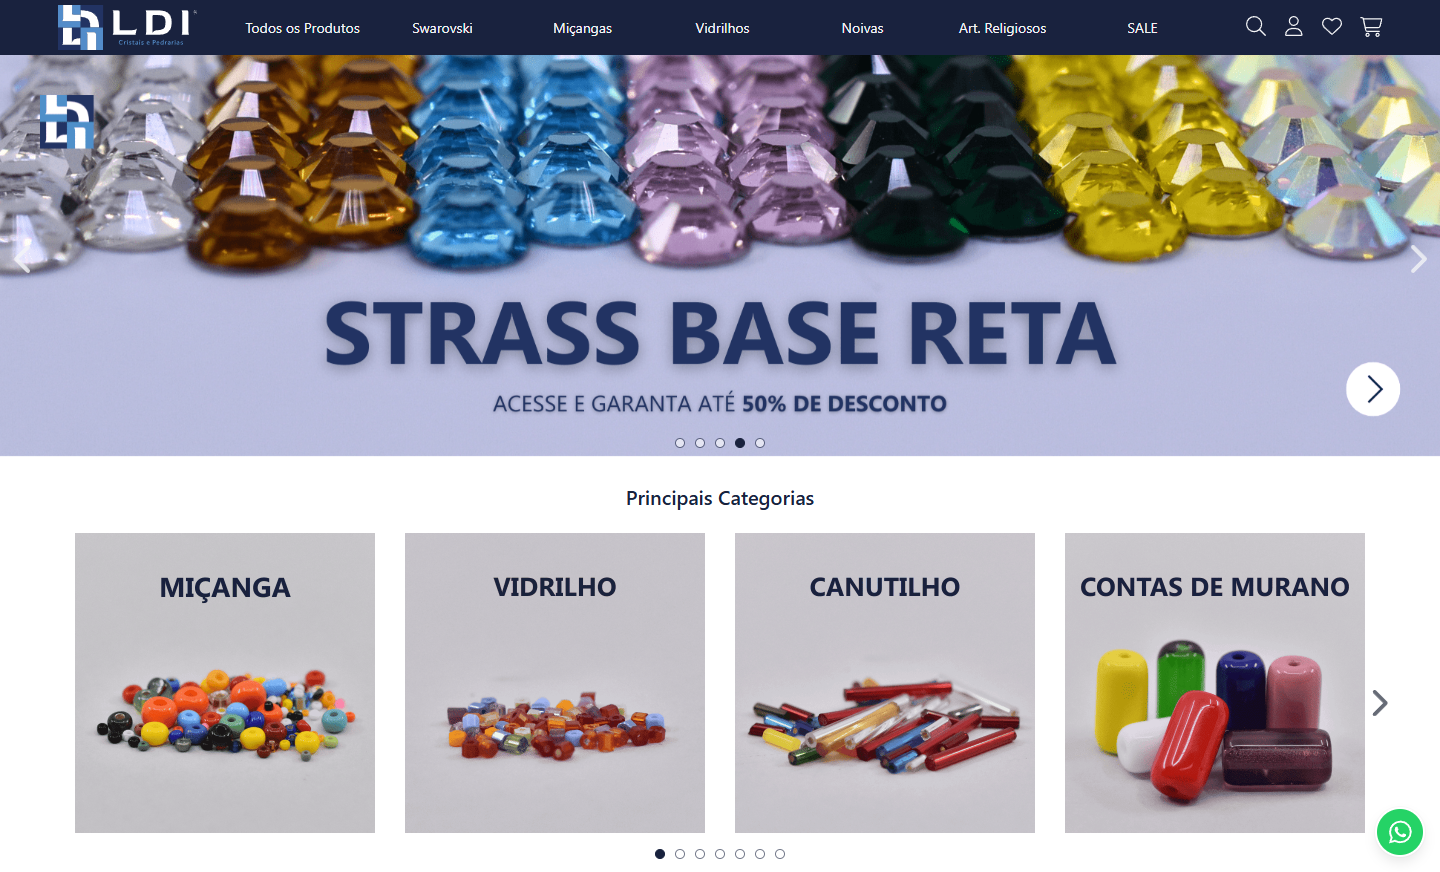 LDI
Cristais e Pedrarias
Todos os Produtos
Swarovski
Miçangas
Vidrilhos
Noivas
Art. Religiosos
SALE
STRASS BASE RETA
ACESSE E GARANTA ATÉ 50% DE DESCONTO
Principais Categorias
MIÇANGA
VIDRILHO
CANUTILHO
CONTAS DE MURANO